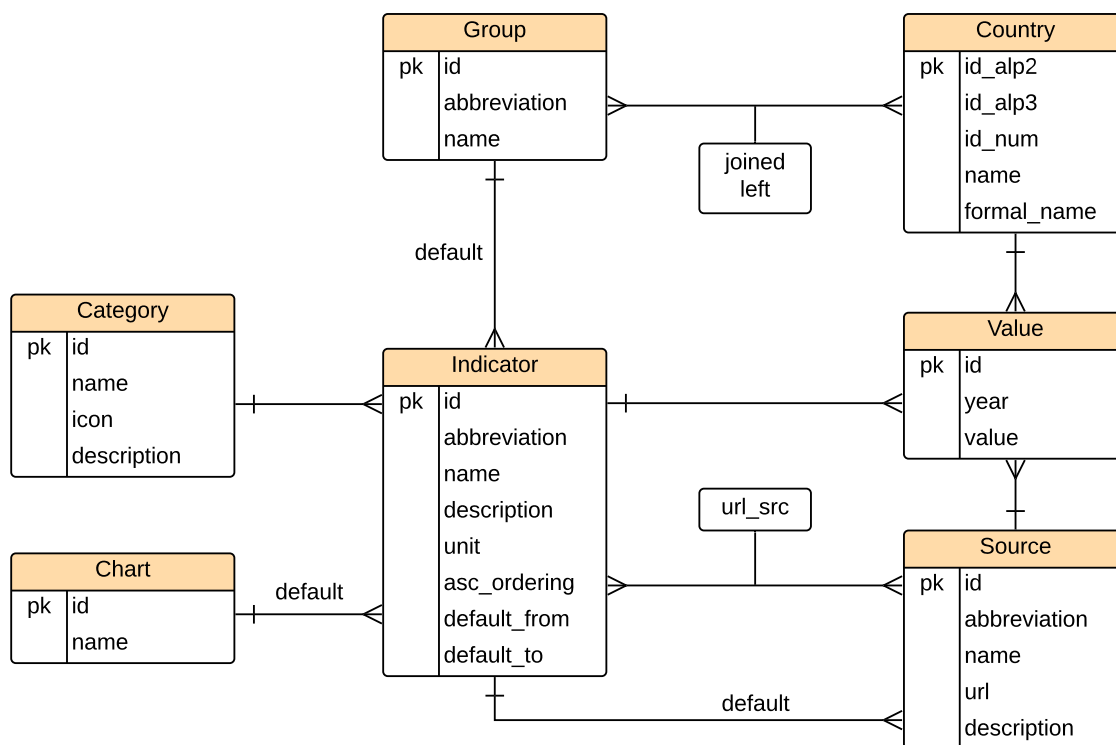 Group
pk id
abbreviation
name
Country
pk id_alp2
id_alp3
id_num
name
formal_name
joined
left
default
Category
pk id
name
icon
description
Indicator
pk id
abbreviation
name
description
unit
asc_ordering
default_from
default_to
Value
pk id
year
value
url_src
Chart
pk id
name
default
Source
pk id
abbreviation
name
url
description
default